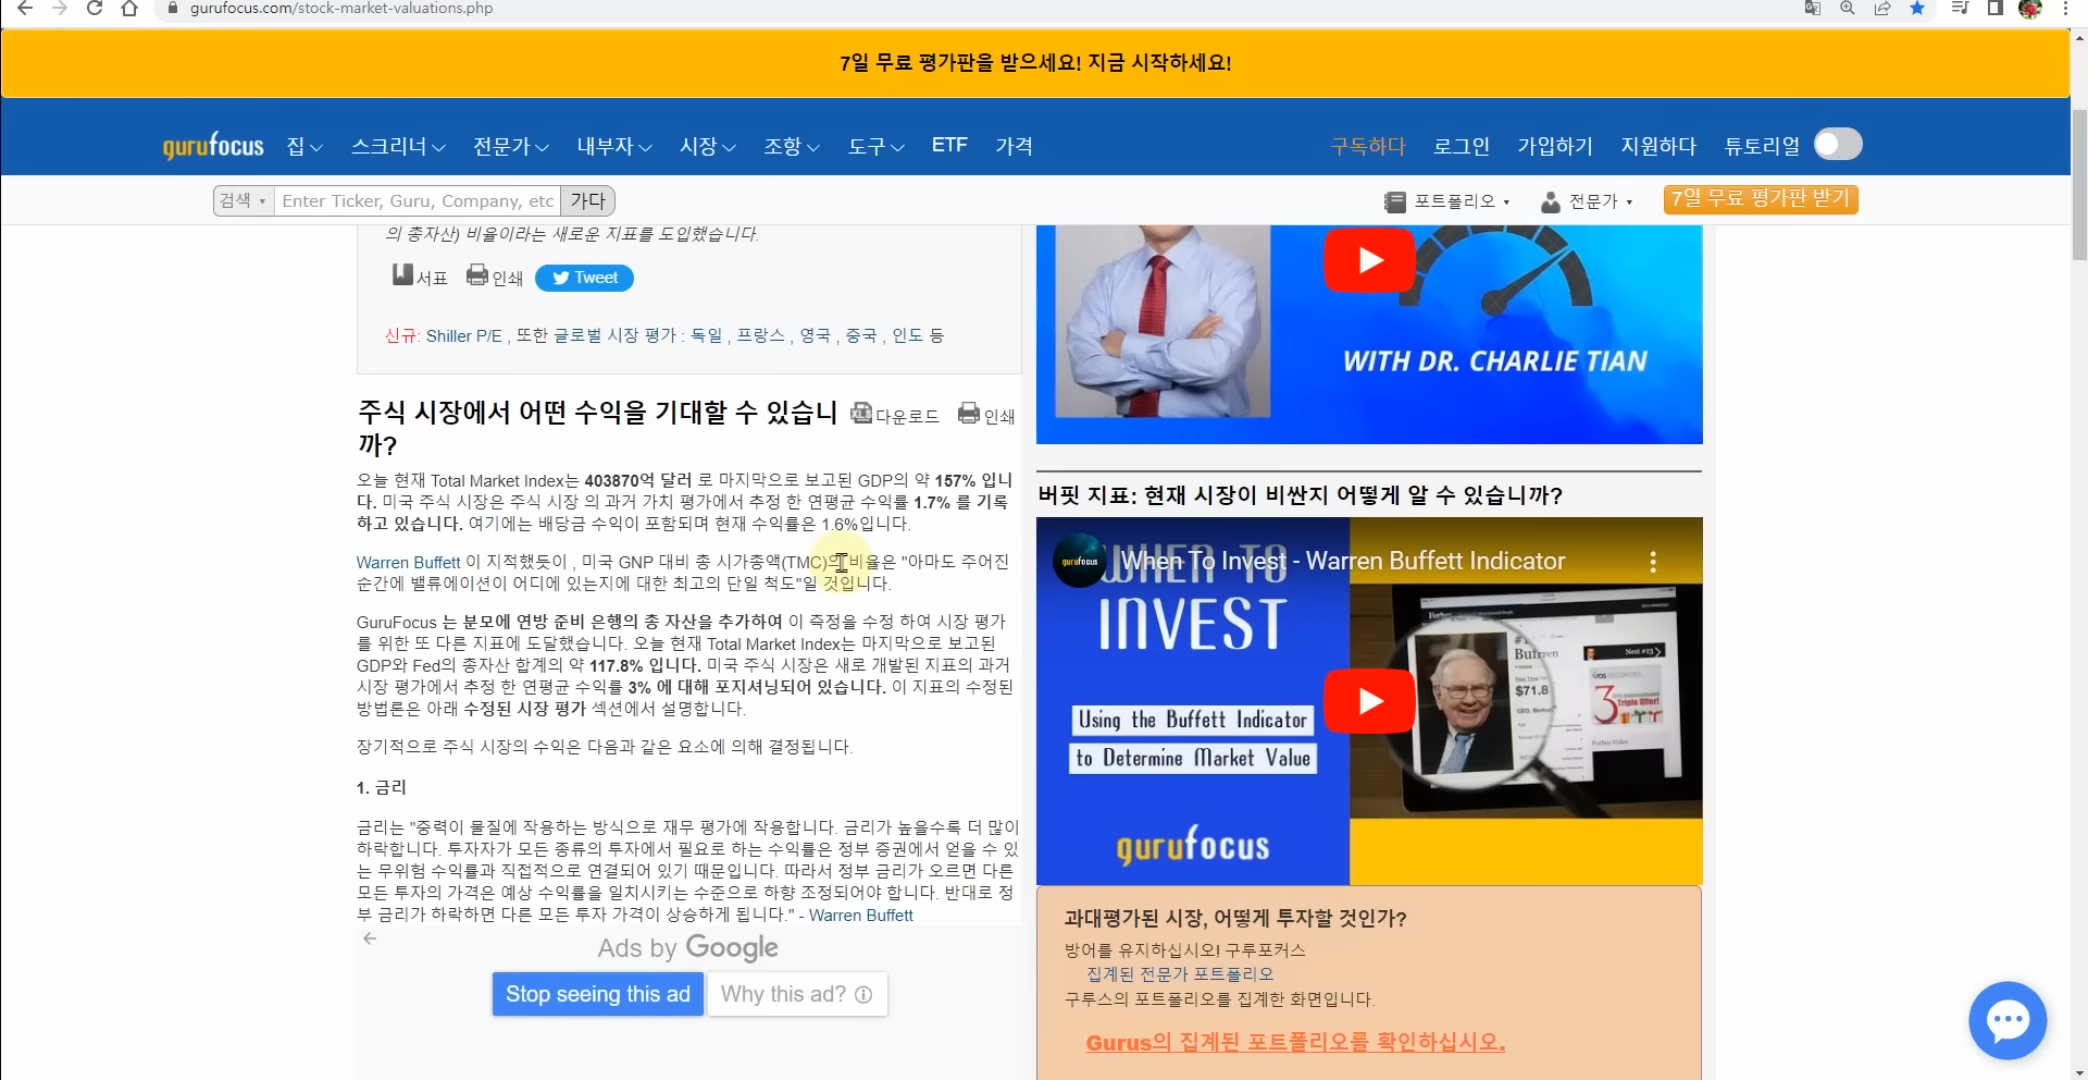 gurufocus.com/stock-market-valuations.php
7일 무료 평가판을 받으세요! 지금 시작하세요!
gurufocus 집 스크리너 전문가 내부자 시장 조항 도구 ETF 가격 구독하다 로그인 가입하기 지원하다 튜토리얼
검색 Enter Ticker, Guru, Company, etc 가다 포트폴리오 전문가 7일 무료 평가판 받기
의 총자산) 비율이라는 새로운 지표를 도입했습니다.
서표 인쇄 Tweet
신규: Shiller P/E , 또한 글로벌 시장 평가 : 독일 , 프랑스 , 영국 , 중국 , 인도 등
주식 시장에서 어떤 수익을 기대할 수 있습니
까?
XLS 다운로드 인쇄
오늘 현재 Total Market Index는 403870억 달러 로 마지막으로 보고된 GDP의 약 157% 입니
다. 미국 주식 시장은 주식 시장 의 과거 가치 평가에서 추정 한 연평균 수익률 1.7% 를 기록
하고 있습니다. 여기에는 배당금 수익이 포함되며 현재 수익률은 1.6%입니다.
Warren Buffett 이 지적했듯이 , 미국 GNP 대비 총 시가총액(TMC)의 비율은 "아마도 주어진
순간에 밸류에이션이 어디에 있는지에 대한 최고의 단일 척도"일 것입니다.
GuruFocus 는 분모에 연방 준비 은행의 총 자산을 추가하여 이 측정을 수정 하여 시장 평가
를 위한 또 다른 지표에 도달했습니다. 오늘 현재 Total Market Index는 마지막으로 보고된
GDP와 Fed의 총자산 합계의 약 117.8% 입니다. 미국 주식 시장은 새로 개발된 지표의 과거
시장 평가에서 추정 한 연평균 수익률 3% 에 대해 포지셔닝되어 있습니다. 이 지표의 수정된
방법론은 아래 수정된 시장 평가 섹션에서 설명합니다.
장기적으로 주식 시장의 수익은 다음과 같은 요소에 의해 결정됩니다.
1. 금리
금리는 "중력이 물질에 작용하는 방식으로 재무 평가에 작용합니다. 금리가 높을수록 더 많이
하락합니다. 투자자가 모든 종류의 투자에서 필요로 하는 수익률은 정부 증권에서 얻을 수 있
는 무위험 수익률과 직접적으로 연결되어 있기 때문입니다. 따라서 정부 금리가 오르면 다른
모든 투자의 가격은 예상 수익률을 일치시키는 수준으로 하향 조정되어야 합니다. 반대로 정
부 금리가 하락하면 다른 모든 투자 가격이 상승하게 됩니다." - Warren Buffett
Ads by Google
Stop seeing this ad Why this ad?
WITH DR. CHARLIE TIAN
버핏 지표: 현재 시장이 비싼지 어떻게 알 수 있습니까?
gurufocus When To Invest - Warren Buffett Indicator
WHEN TO
INVEST
Using the Buffett Indicator
to Determine Market Value
gurufocus
$71.8
과대평가된 시장, 어떻게 투자할 것인가?
방어를 유지하십시오! 구루포커스
집계된 전문가 포트폴리오
구루스의 포트폴리오를 집계한 화면입니다.
Gurus의 집계된 포트폴리오를 확인하십시오.